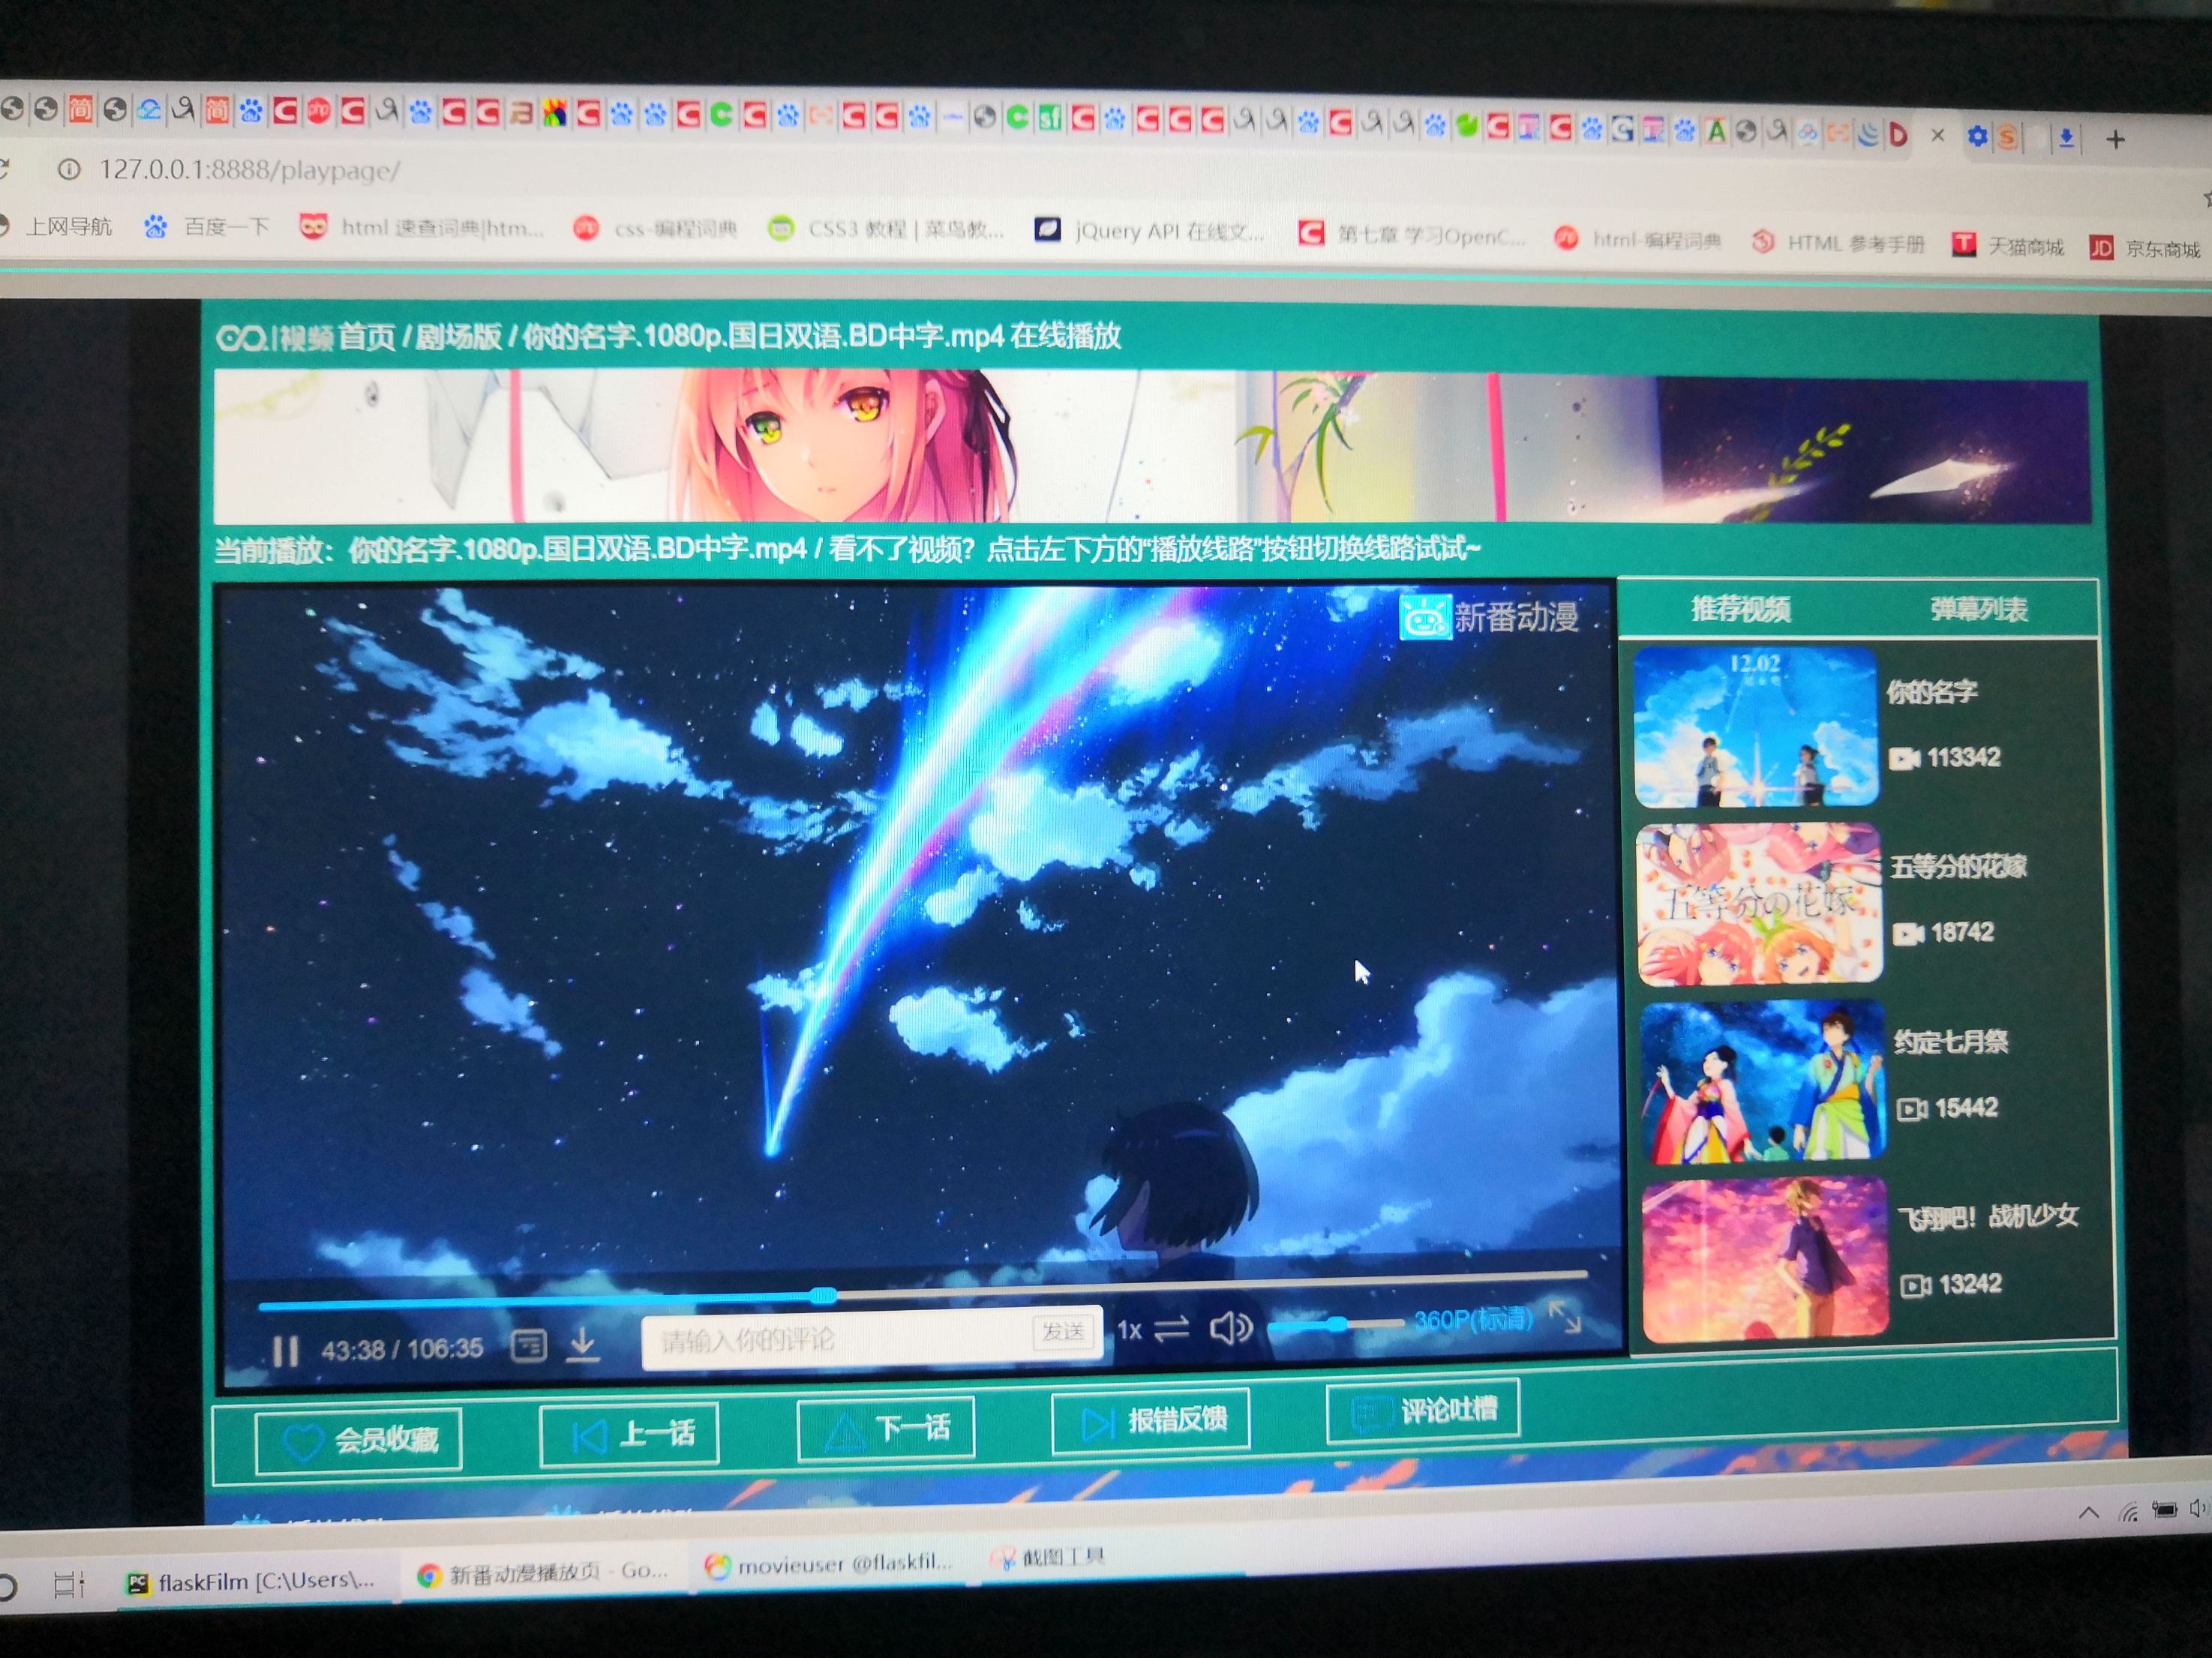 127.0.0.1:8888/playpage/
上网导航 百度一下 html 速查词典|htm... css-编程词典 CSS3 教程 | 菜鸟教... jQuery API 在线文... 第七章 学习OpenC... html-编程词典 HTML 参考手册 天猫商城 JD 京东商城
视频 首页 / 剧场版 / 你的名字.1080p.国日双语.BD中字.mp4 在线播放
当前播放：你的名字.1080p.国日双语.BD中字.mp4 / 看不了视频？点击左下方的“播放线路”按钮切换线路试试~
新番动漫
推荐视频 弹幕列表
12.02
你的名字
113342
五等分の花嫁
五等分的花嫁
18742
约定七月祭
15442
飞翔吧！战机少女
13242
43:38 / 106:35 请输入你的评论 发送 1x 360P(标清)
会员收藏 上一话 下一话 报错反馈 评论吐槽
PC flaskFilm [C:\Users\... 新番动漫播放页 - Go... movieuser @flaskfil... 截图工具